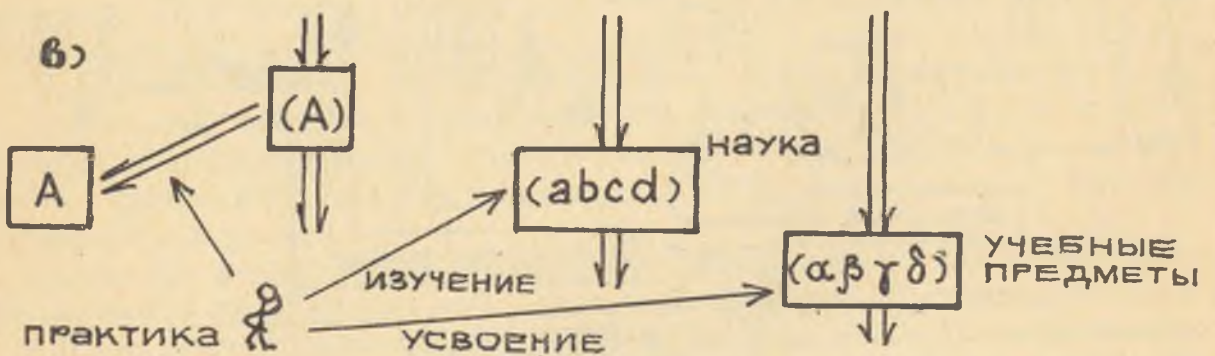 в)
(А)
А
наука
(abcd)
учебные
предметы
(αβγδ)
изучение
практика
усвоение